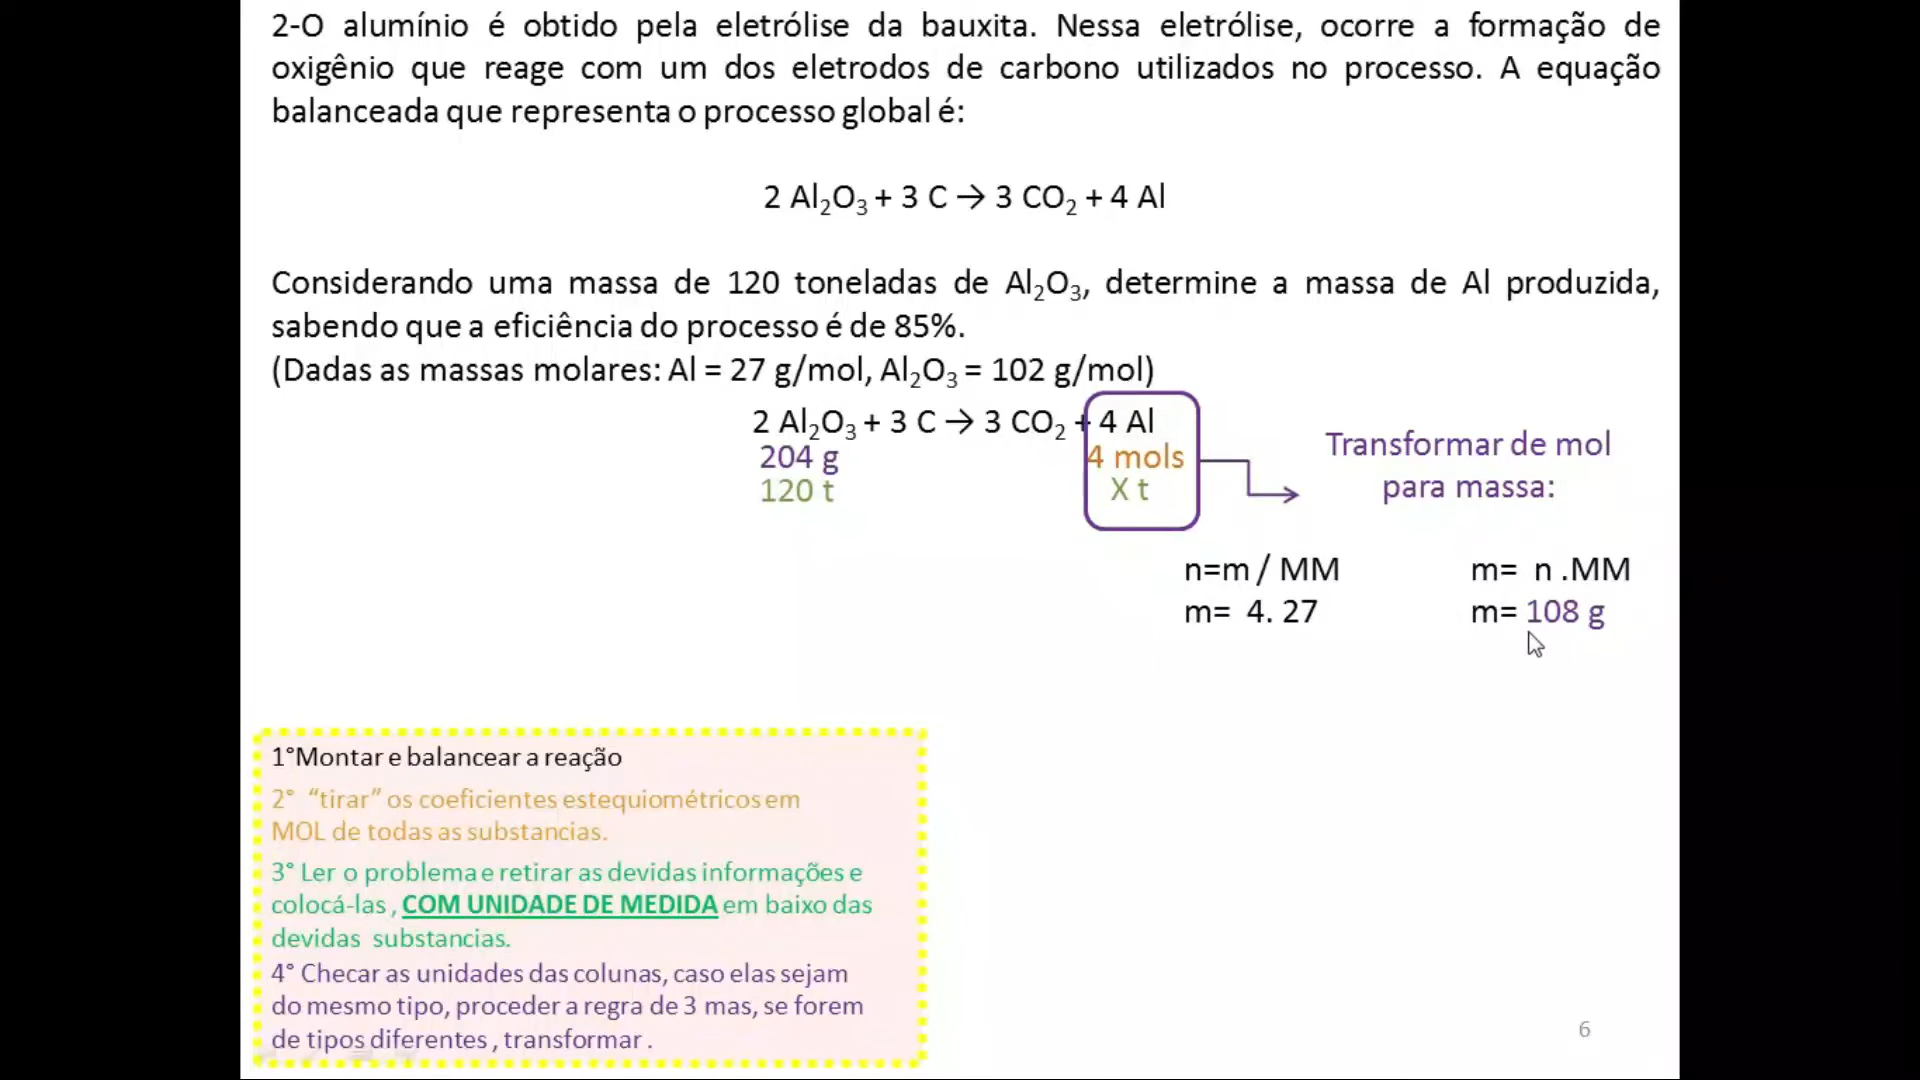 2-O alumínio é obtido pela eletrólise da bauxita. Nessa eletrólise, ocorre a formação de
oxigênio que reage com um dos eletrodos de carbono utilizados no processo. A equação
balanceada que representa o processo global é:
2 Al₂O₃ + 3 C → 3 CO₂ + 4 Al
Considerando uma massa de 120 toneladas de Al₂O₃, determine a massa de Al produzida,
sabendo que a eficiência do processo é de 85%.
(Dadas as massas molares: Al = 27 g/mol, Al₂O₃ = 102 g/mol)
2 Al₂O₃ + 3 C → 3 CO₂ + 4 Al
204 g 4 mols
120 t X t
Transformar de mol
para massa:
n=m / MM m= n .MM
m= 4. 27 m= 108 g
1°Montar e balancear a reação
2° “tirar” os coeficientes estequiométricos em
MOL de todas as substancias.
3° Ler o problema e retirar as devidas informações e
colocá-las , COM UNIDADE DE MEDIDA em baixo das
devidas substancias.
4° Checar as unidades das colunas, caso elas sejam
do mesmo tipo, proceder a regra de 3 mas, se forem
de tipos diferentes , transformar .
6